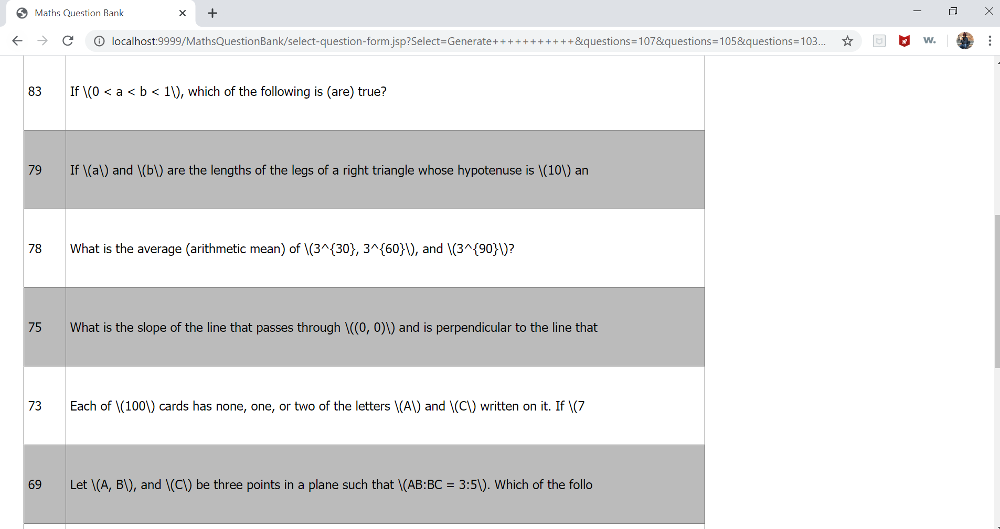 Maths Question Bank
localhost:9999/MathsQuestionBank/select-question-form.jsp?Select=Generate+++++++++++&questions=107&questions=105&questions=103...
w.
83 If \(0 < a < b < 1\), which of the following is (are) true?
79 If \(a\) and \(b\) are the lengths of the legs of a right triangle whose hypotenuse is \(10\) an
78 What is the average (arithmetic mean) of \(3^{30}, 3^{60}\), and \(3^{90}\)?
75 What is the slope of the line that passes through \((0, 0)\) and is perpendicular to the line that
73 Each of \(100\) cards has none, one, or two of the letters \(A\) and \(C\) written on it. If \(7
69 Let \(A, B\), and \(C\) be three points in a plane such that \(AB:BC = 3:5\). Which of the follo